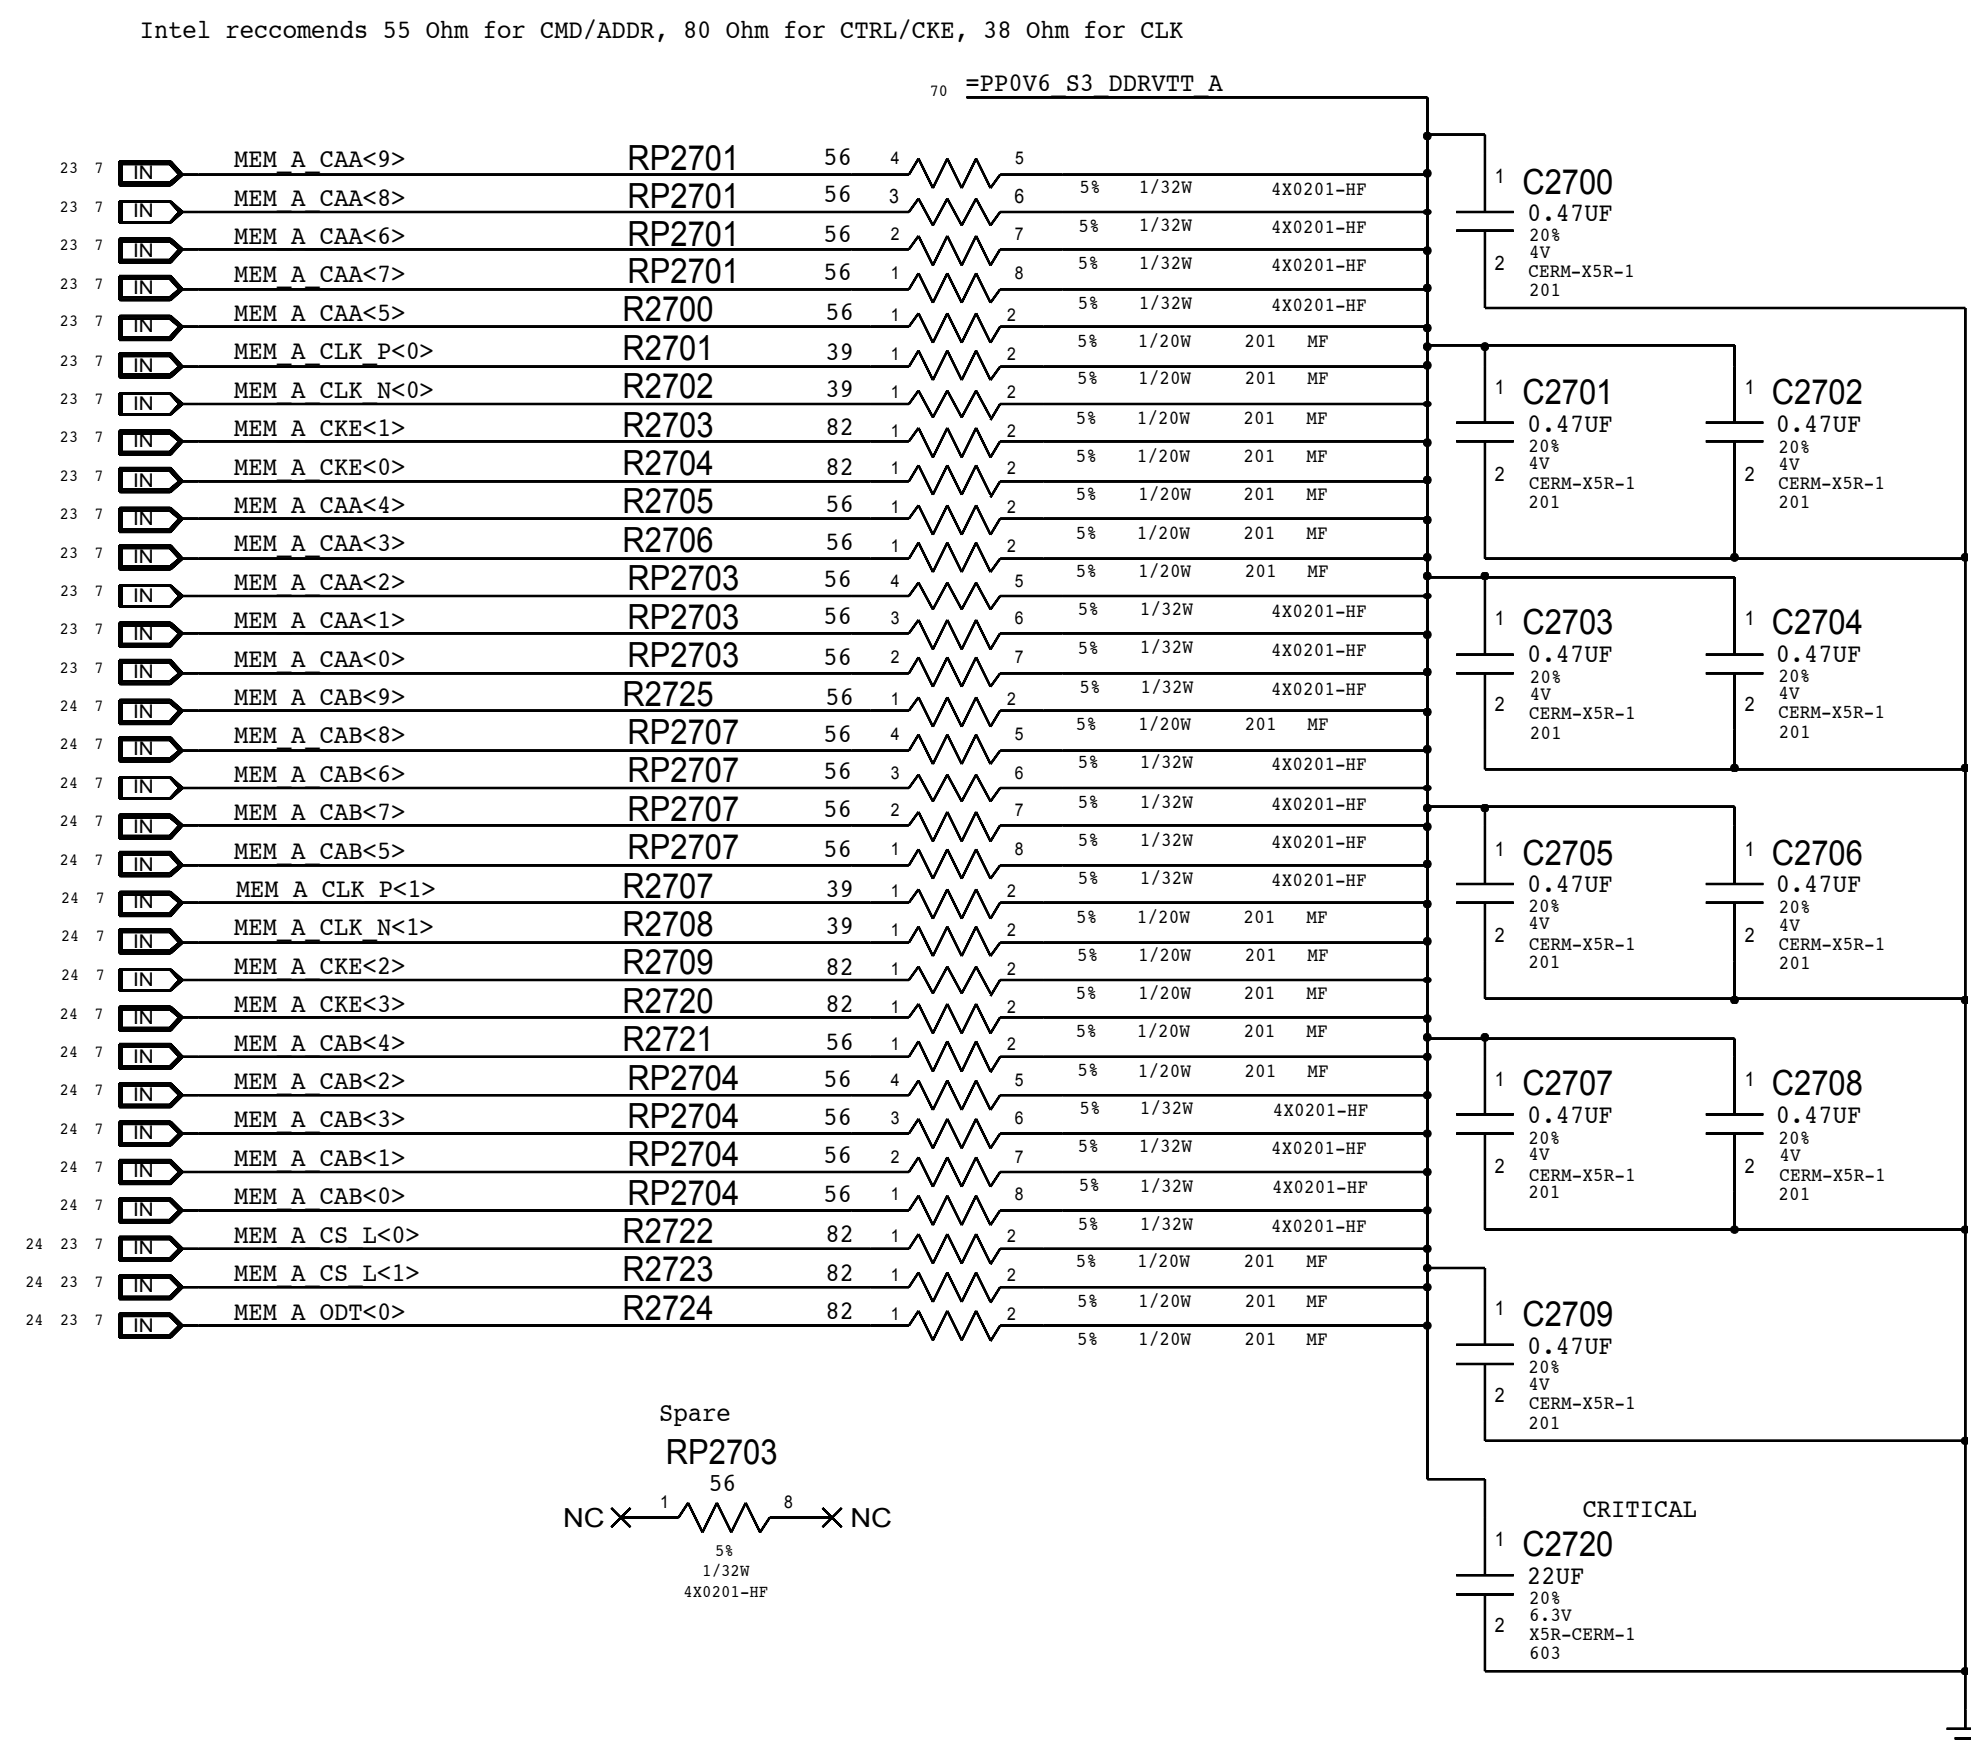 Intel reccomends 55 Ohm for CMD/ADDR, 80 Ohm for CTRL/CKE, 38 Ohm for CLK
70 =PP0V6_S3_DDRVTT_A
23 7 IN MEM_A_CAA<9> RP2701 56 4 5 5% 1/32W 4X0201-HF
23 7 IN MEM_A_CAA<8> RP2701 56 3 6 5% 1/32W 4X0201-HF
23 7 IN MEM_A_CAA<6> RP2701 56 2 7 5% 1/32W 4X0201-HF
23 7 IN MEM_A_CAA<7> RP2701 56 1 8 5% 1/32W 4X0201-HF
23 7 IN MEM_A_CAA<5> R2700 56 1 2 5% 1/20W 201 MF
23 7 IN MEM_A_CLK_P<0> R2701 39 1 2 5% 1/20W 201 MF
23 7 IN MEM_A_CLK_N<0> R2702 39 1 2 5% 1/20W 201 MF
23 7 IN MEM_A_CKE<1> R2703 82 1 2 5% 1/20W 201 MF
23 7 IN MEM_A_CKE<0> R2704 82 1 2 5% 1/20W 201 MF
23 7 IN MEM_A_CAA<4> R2705 56 1 2 5% 1/20W 201 MF
23 7 IN MEM_A_CAA<3> R2706 56 1 2 5% 1/20W 201 MF
23 7 IN MEM_A_CAA<2> RP2703 56 4 5 5% 1/32W 4X0201-HF
23 7 IN MEM_A_CAA<1> RP2703 56 3 6 5% 1/32W 4X0201-HF
23 7 IN MEM_A_CAA<0> RP2703 56 2 7 5% 1/32W 4X0201-HF
24 7 IN MEM_A_CAB<9> R2725 56 1 2 5% 1/20W 201 MF
24 7 IN MEM_A_CAB<8> RP2707 56 4 5 5% 1/32W 4X0201-HF
24 7 IN MEM_A_CAB<6> RP2707 56 3 6 5% 1/32W 4X0201-HF
24 7 IN MEM_A_CAB<7> RP2707 56 2 7 5% 1/32W 4X0201-HF
24 7 IN MEM_A_CAB<5> RP2707 56 1 8 5% 1/32W 4X0201-HF
24 7 IN MEM_A_CLK_P<1> R2707 39 1 2 5% 1/20W 201 MF
24 7 IN MEM_A_CLK_N<1> R2708 39 1 2 5% 1/20W 201 MF
24 7 IN MEM_A_CKE<2> R2709 82 1 2 5% 1/20W 201 MF
24 7 IN MEM_A_CKE<3> R2720 82 1 2 5% 1/20W 201 MF
24 7 IN MEM_A_CAB<4> R2721 56 1 2 5% 1/20W 201 MF
24 7 IN MEM_A_CAB<2> RP2704 56 4 5 5% 1/32W 4X0201-HF
24 7 IN MEM_A_CAB<3> RP2704 56 3 6 5% 1/32W 4X0201-HF
24 7 IN MEM_A_CAB<1> RP2704 56 2 7 5% 1/32W 4X0201-HF
24 7 IN MEM_A_CAB<0> RP2704 56 1 8 5% 1/32W 4X0201-HF
24 23 7 IN MEM_A_CS_L<0> R2722 82 1 2 5% 1/20W 201 MF
24 23 7 IN MEM_A_CS_L<1> R2723 82 1 2 5% 1/20W 201 MF
24 23 7 IN MEM_A_ODT<0> R2724 82 1 2 5% 1/20W 201 MF
1 C2700
0.47UF
20%
4V
2 CERM-X5R-1
201
1 C2701
0.47UF
20%
4V
2 CERM-X5R-1
201
1 C2702
0.47UF
20%
4V
2 CERM-X5R-1
201
1 C2703
0.47UF
20%
4V
2 CERM-X5R-1
201
1 C2704
0.47UF
20%
4V
2 CERM-X5R-1
201
1 C2705
0.47UF
20%
4V
2 CERM-X5R-1
201
1 C2706
0.47UF
20%
4V
2 CERM-X5R-1
201
1 C2707
0.47UF
20%
4V
2 CERM-X5R-1
201
1 C2708
0.47UF
20%
4V
2 CERM-X5R-1
201
1 C2709
0.47UF
20%
4V
2 CERM-X5R-1
201
CRITICAL
1 C2720
22UF
20%
6.3V
2 X5R-CERM-1
603
Spare
RP2703
56
NC 1 8 NC
5%
1/32W
4X0201-HF